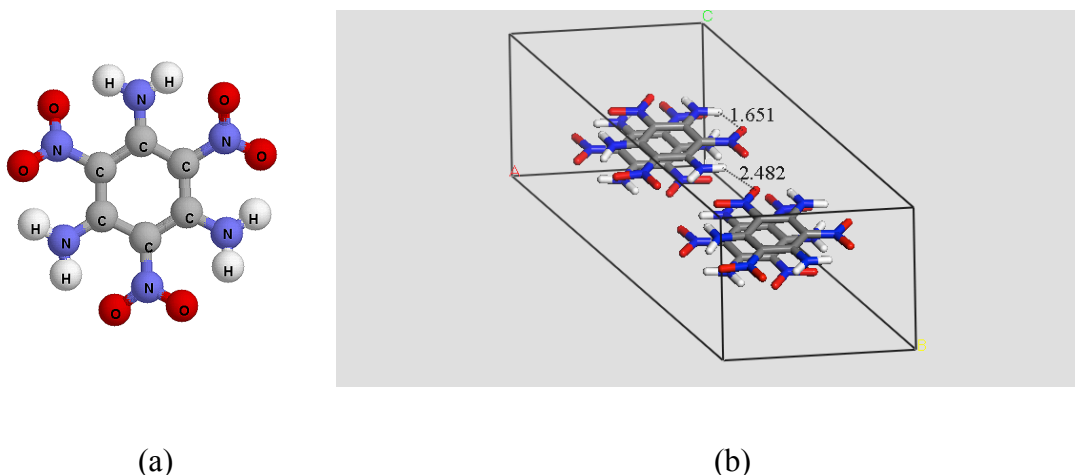 H H
N
O O
N C N
O O
C C
H C C H
N C N
H N H
O O
C
1.651
A
2.482
(a) (b)